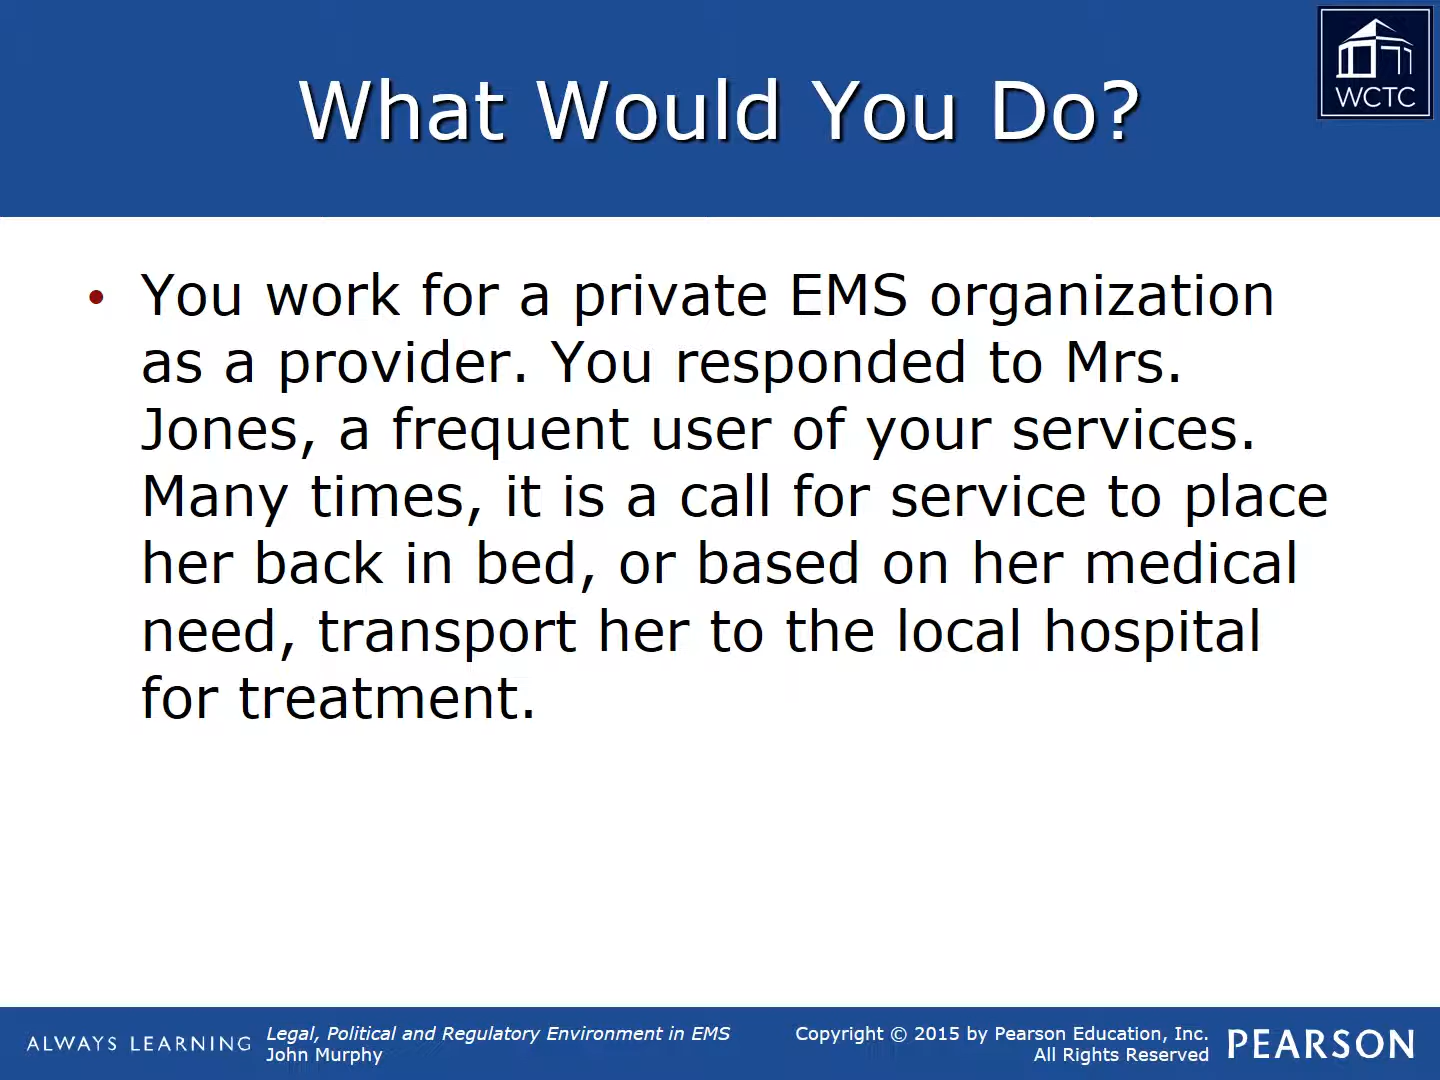 What Would You Do?
WCTC
• You work for a private EMS organization
as a provider. You responded to Mrs.
Jones, a frequent user of your services.
Many times, it is a call for service to place
her back in bed, or based on her medical
need, transport her to the local hospital
for treatment.
ALWAYS LEARNING
Legal, Political and Regulatory Environment in EMS
John Murphy
Copyright © 2015 by Pearson Education, Inc.
All Rights Reserved
PEARSON